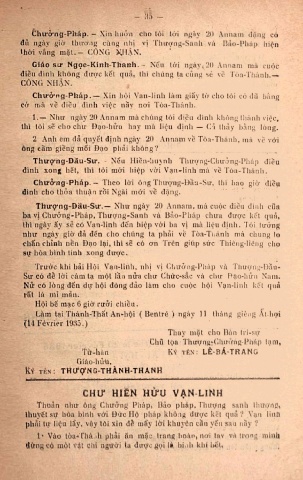 — 35 —
Chưởng-Pháp. — Xin huởn cho tôi tới ngày 20 Annam đặng có
đủ ngày giờ thương cùng nhị vị Thượng-Sanh và Bảo-Pháp hiện
thời vắng mặt. — CÔNG NHẬN.
Giáo sư Ngọc-Kinh-Thanh. — Nếu tới ngày 20 Annam mà cuộc
điều đình không được kết quả, thì chúng ta cũng sẽ về Tòa-Thánh. —
CÔNG NHẬN.
Chưởng-Pháp. — Xin hội Vạn-linh làm giấy tờ cho tôi có đủ bằng
cớ mà về điều đình việc nầy nơi Tòa-Thánh.
1. — Như ngày 20 Annam mà chúng tôi điều đình không thành việc,
thì tôi sẽ cho chư Đạo-hữu hay mà liệu định — Cả thảy bằng lòng.
2 Anh em đã quyết định ngày 20 Annam về Tòa-Thánh, mà về với
ông cầm giềng mối Đạo phải không?
Thượng-Đầu-Sư. — Nếu Hiền-huynh Thượng-Chưởng-Pháp điều
đình xong hết, thì tôi mời hiệp với Vạn-linh mà về Tòa-Thánh.
Chưởng-Pháp. — Theo lời ông Thượng-Đầu-Sư, thì bao giờ điều
đình cho thỏa thuận rồi Ngài mới về đặng.
Thượng-Đầu-Sư. — Như ngày 20 Annam, mà cuộc điều đình của
ba vị Chưởng-Pháp, Thượng-Sanh và Bảo-Pháp chưa được kết quả,
thì ngày ấy sẽ có Vạn-Linh đến hiệp với ba vị mà liệu định. Tôi tưởng
như ngày giờ đã đến cho chúng ta phải về Tòa-Thánh mà chúng ta
chấn chỉnh nền Đạo lại, thì sẽ có ơn Trên giúp sức Thiêng-liêng cho
sự hòa bình tính xong được.
Trước khi bãi Hội Vạn-linh, nhị vị Chưởng-Pháp và Thượng-Đầu-
Sư có để lời cám tạ một lần nữa cho Chức-sắc và chư Đạo-hữu Nam
Nữ có lòng đến dự hội đông đảo làm cho cuộc hội Vạn-Linh kết quả
rất là mĩ mãn.
Hội bế mạc 6 giờ rưởi chiều.
Làm tại Thánh-Thất An-hội (Bentré) ngày 11 tháng giêng Ất-hợi
(14 Février 1935.)
Thay mặt cho Bàn trị-sự
Chủ tọa Thượng-Chưởng-Pháp tạm,
Từ-hàn
KÝ TÊN: LÊ-BÁ-TRANG
Giáo-hữu,
KÝ TÊN: THƯỢNG-THÀNH-THANH
CHƯ HIỀN HỮU VẠN-LINH
Thuần như ông Chưởng Pháp, Bảo pháp, Thượng sanh thương,
thuyết sự hòa bình với Đức Hộ pháp không được kết quả? Vạn linh
phải tự liệu lấy, vậy tôi xin để mấy lời khuyên cầu yếu sau nầy?
1· Vào tòa-Thánh phải ăn mặc trang hoàn, nơi tay và trong mình
đừng có một vật chi người ta được gọi là binh khí hết.